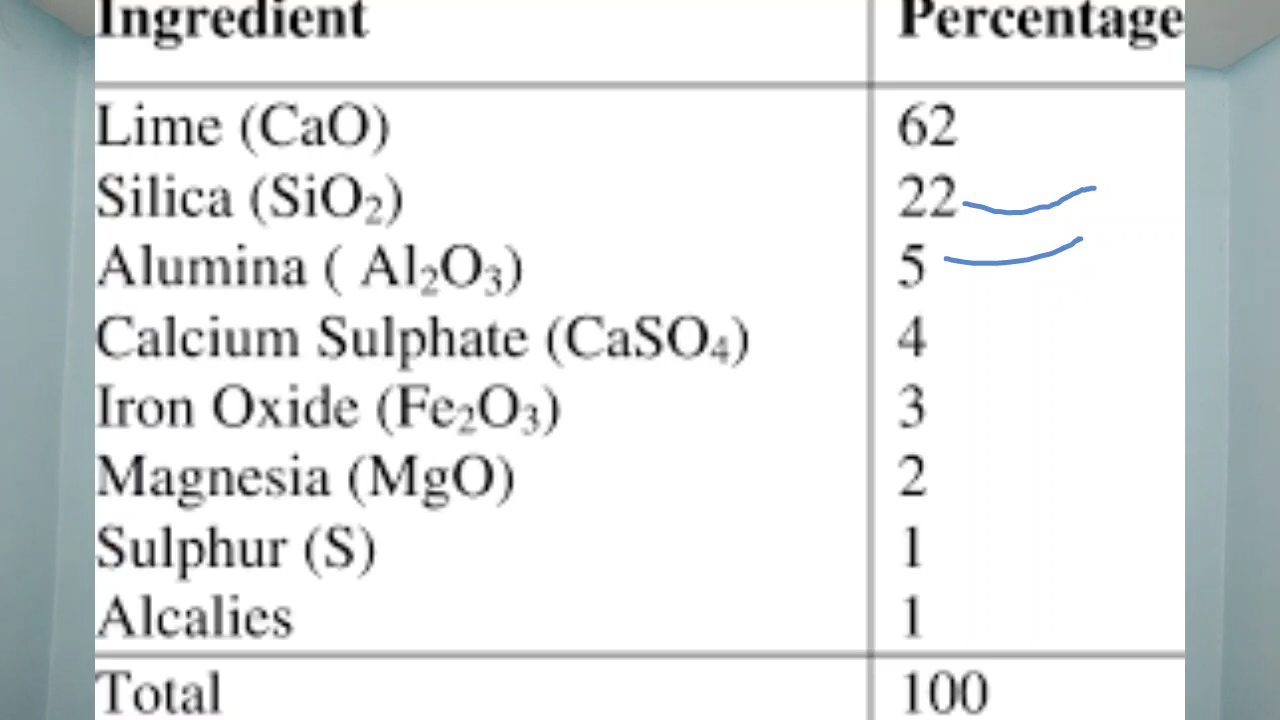 Ingredient Percentage
Lime (CaO) 62
Silica (SiO₂) 22
Alumina ( Al₂O₃) 5
Calcium Sulphate (CaSO₄) 4
Iron Oxide (Fe₂O₃) 3
Magnesia (MgO) 2
Sulphur (S) 1
Alcalies 1
Total 100